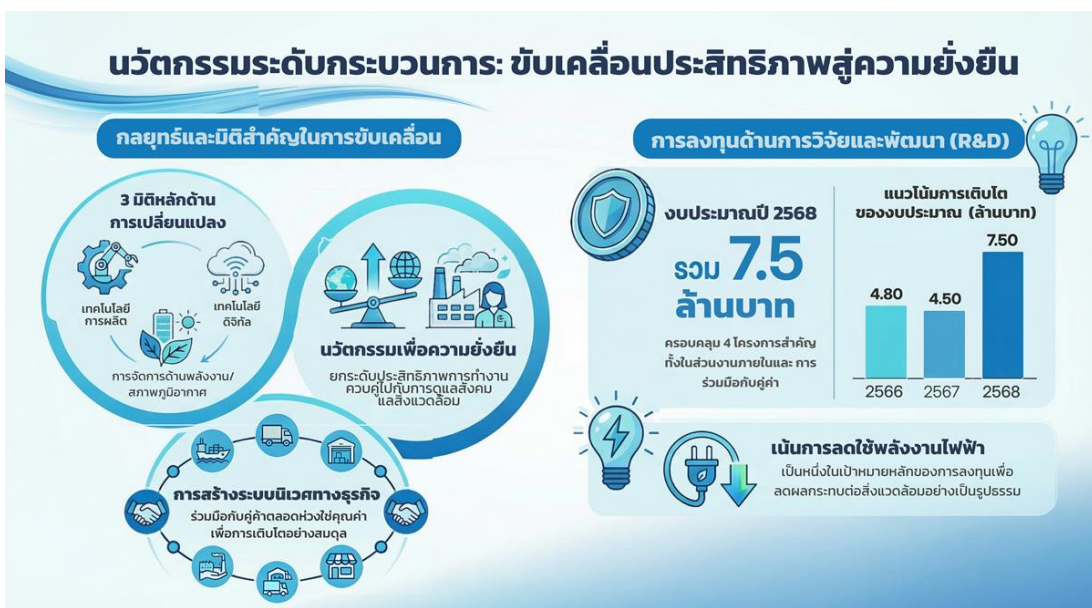 นวัตกรรมระดับกระบวนการ: ขับเคลื่อนประสิทธิภาพสู่ความยั่งยืน
กลยุทธ์และมิติสำคัญในการขับเคลื่อน
3 มิติหลักด้าน
การเปลี่ยนแปลง
เทคโนโลยี
การผลิต
เทคโนโลยี
ดิจิทัล
การจัดการด้านพลังงาน/
สภาพภูมิอากาศ
นวัตกรรมเพื่อความยั่งยืน
ยกระดับประสิทธิภาพการทำงาน
ควบคู่ไปกับการดูแลสังคม
และสิ่งแวดล้อม
การสร้างระบบนิเวศทางธุรกิจ
ร่วมมือกับคู่ค้าตลอดห่วงใช่คุณค่า
เพื่อการเติบโตอย่างสมดุล
การลงทุนด้านการวิจัยและพัฒนา (R&D)
งบประมาณปี 2568
รวม 7.5
ล้านบาท
ครอบคลุม 4 โครงการสำคัญ
ทั้งในส่วนงานภายในและ การ
ร่วมมือกับคู่ค่า
แนวโน้มการเติบโต
ของงบประมาณ (ล้านบาท)
4.80
4.50
7.50
2566
2567
2568
เน้นการลดใช้พลังงานไฟฟ้า
เป็นหนึ่งในเป้าหมายหลักของการลงทุนเพื่อ
ลดผลกระทบต่อสิ่งแวดล้อมอย่างเป็นรูปธรรม